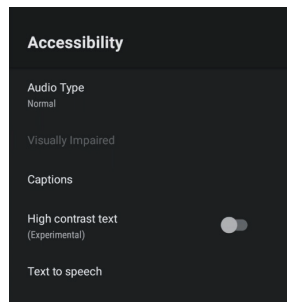 Accessibility
Audio Type
Normal
Visually Impaired
Captions
High contrast text
(Experimental)
Text to speech